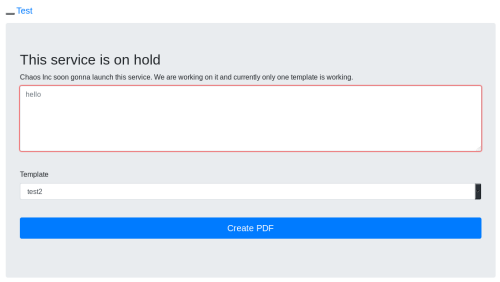 Test
This service is on hold
Chaos Inc soon gonna launch this service. We are working on it and currently only one template is working.
hello
Template
test2
Create PDF